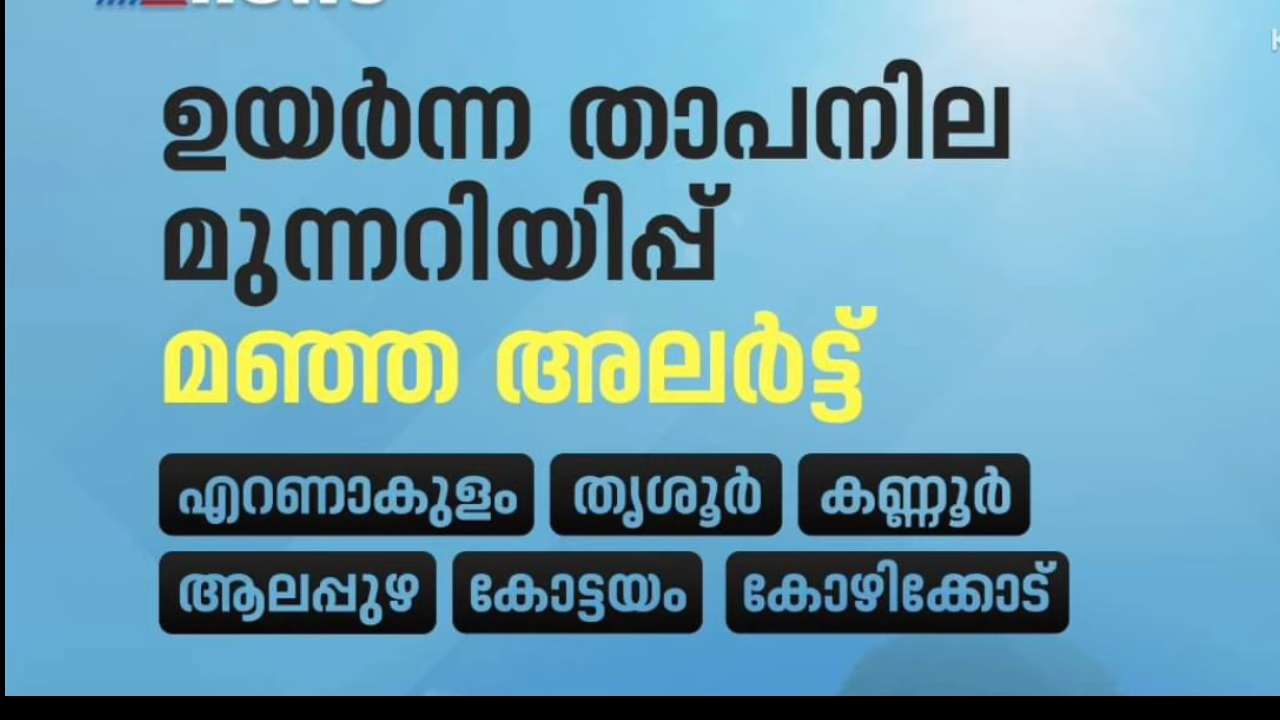 ഉയർന്ന താപനില
മുന്നറിയിപ്പ്
മഞ്ഞ അലർട്ട്
എറണാകുളം തൃശൂർ കണ്ണൂർ
ആലപ്പുഴ കോട്ടയം കോഴിക്കോട്